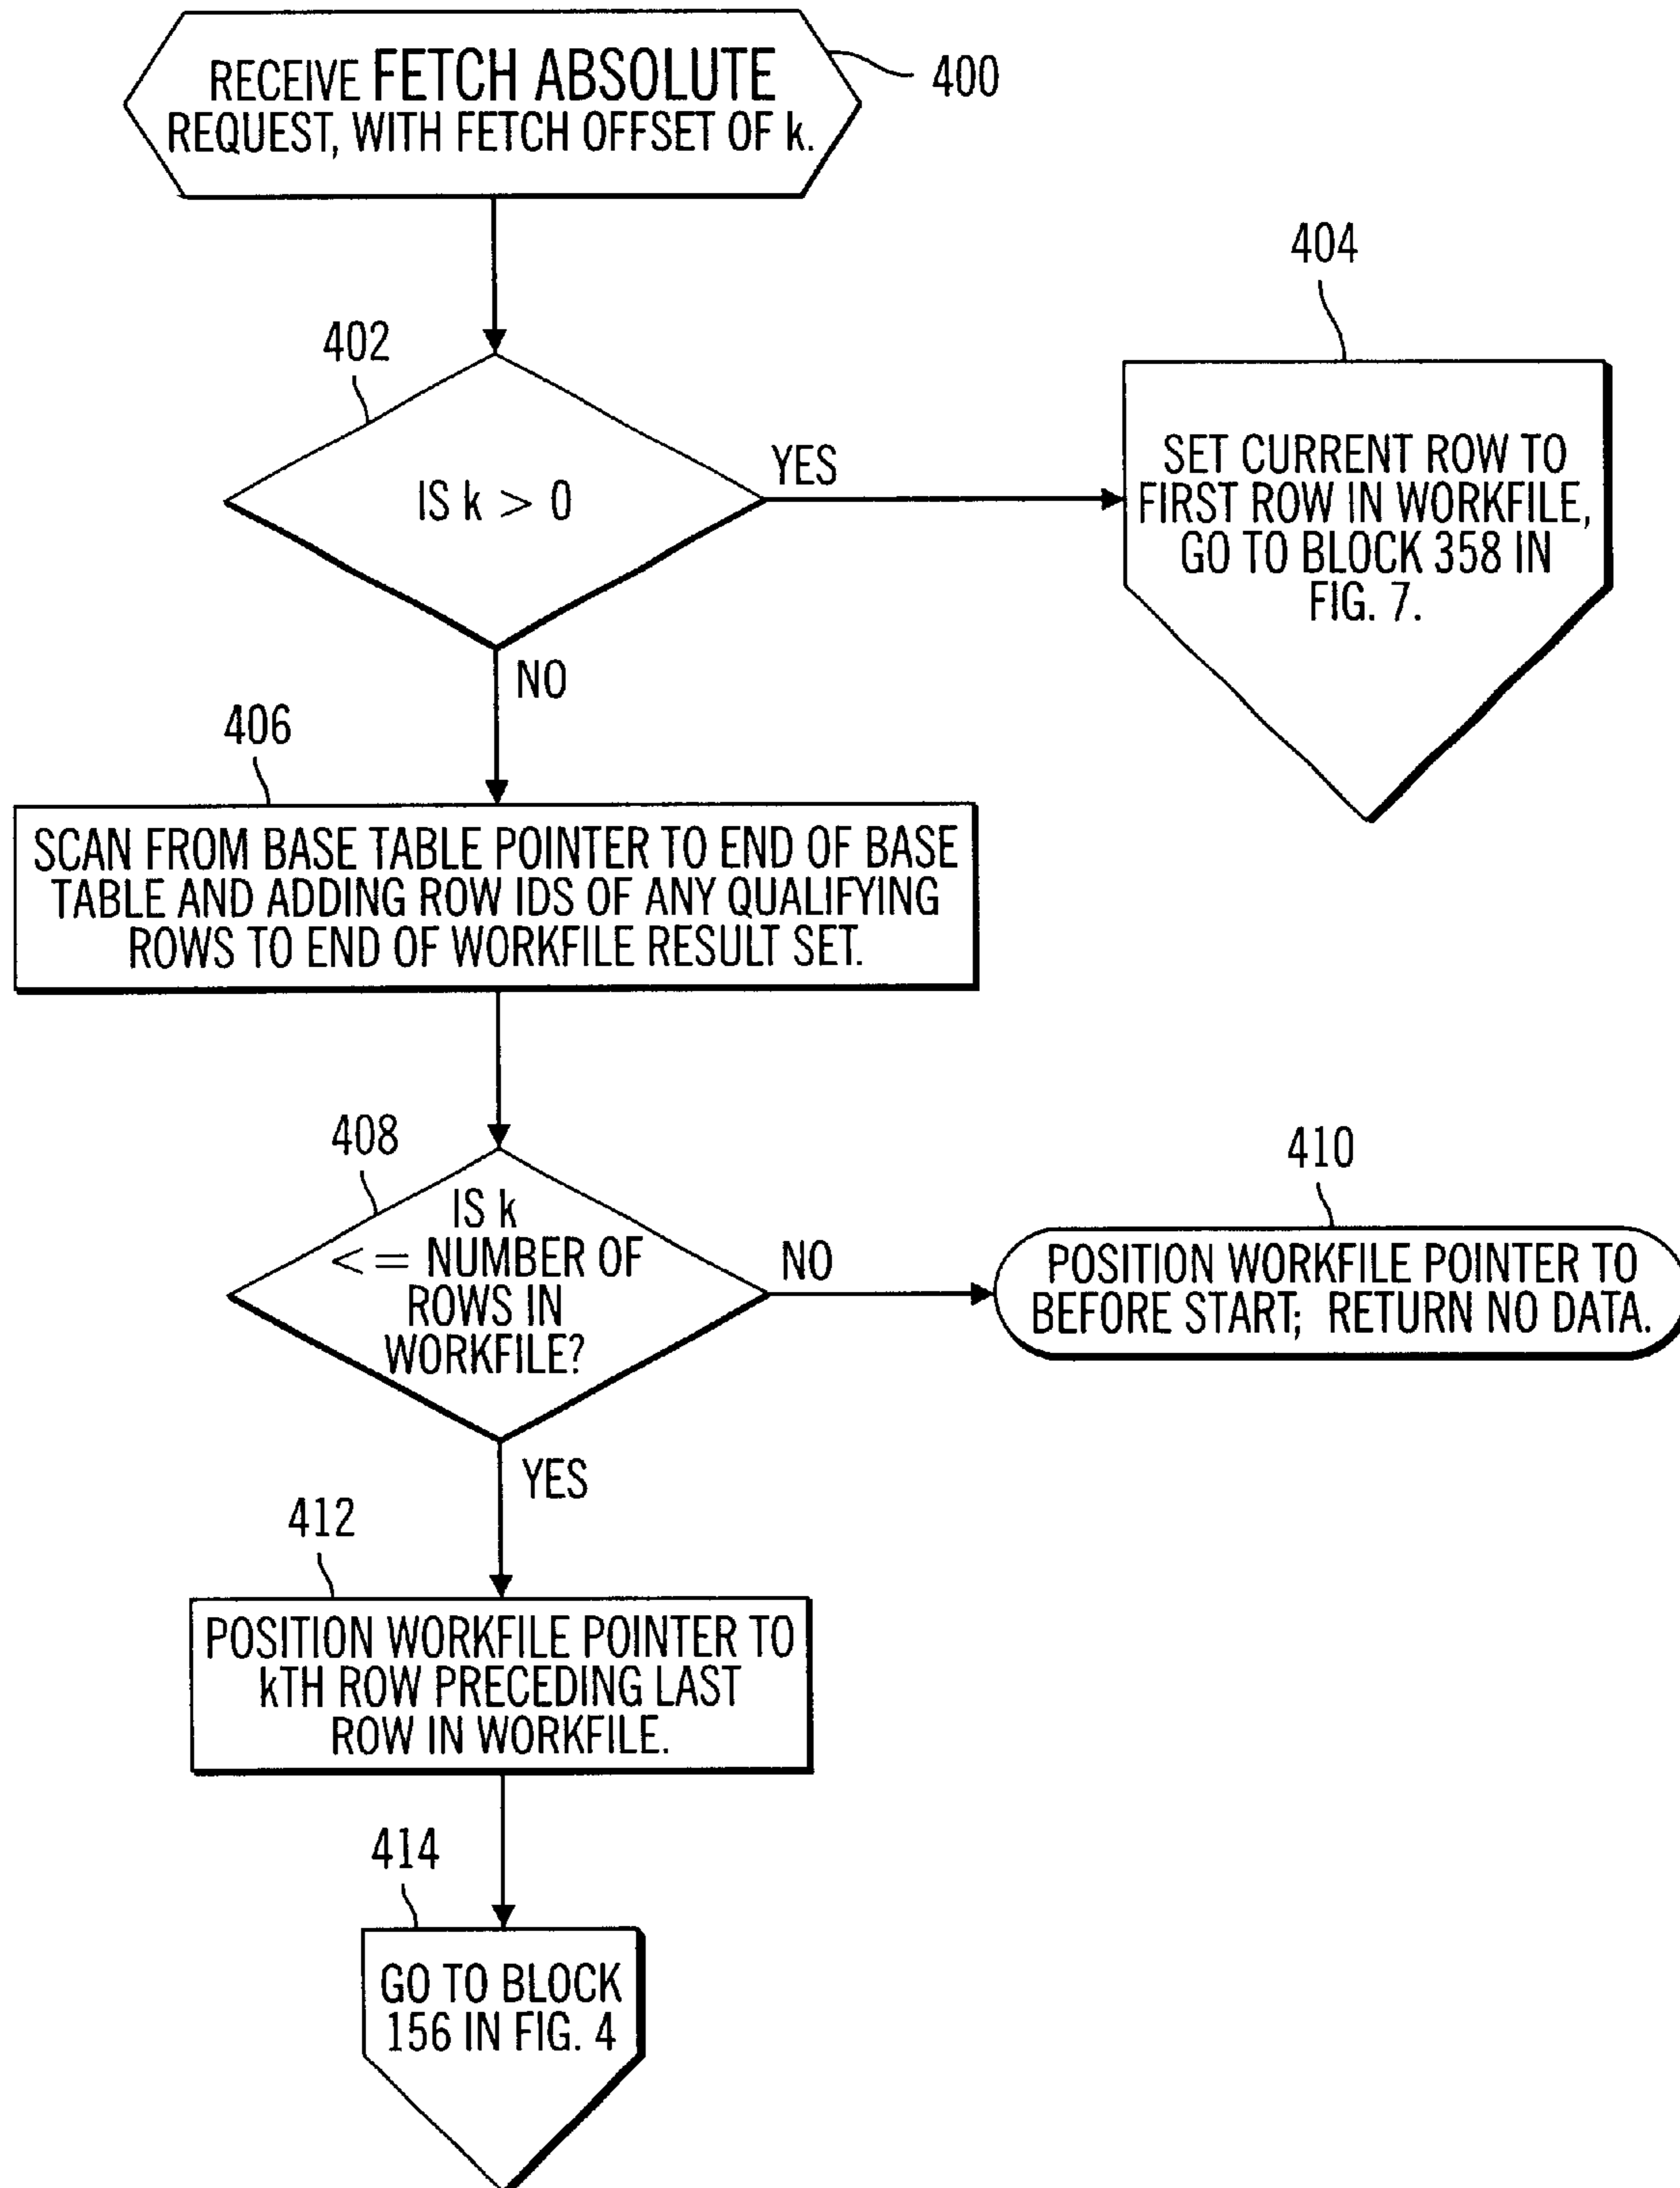 RECEIVE FETCH ABSOLUTE
REQUEST, WITH FETCH OFFSET OF k.
400
402
IS k > 0
YES
NO
404
SET CURRENT ROW TO
FIRST ROW IN WORKFILE,
GO TO BLOCK 358 IN
FIG. 7.
406
SCAN FROM BASE TABLE POINTER TO END OF BASE
TABLE AND ADDING ROW IDS OF ANY QUALIFYING
ROWS TO END OF WORKFILE RESULT SET.
408
IS k
<= NUMBER OF
ROWS IN
WORKFILE?
NO
YES
410
POSITION WORKFILE POINTER TO
BEFORE START; RETURN NO DATA.
412
POSITION WORKFILE POINTER TO
kTH ROW PRECEDING LAST
ROW IN WORKFILE.
414
GO TO BLOCK
156 IN FIG. 4